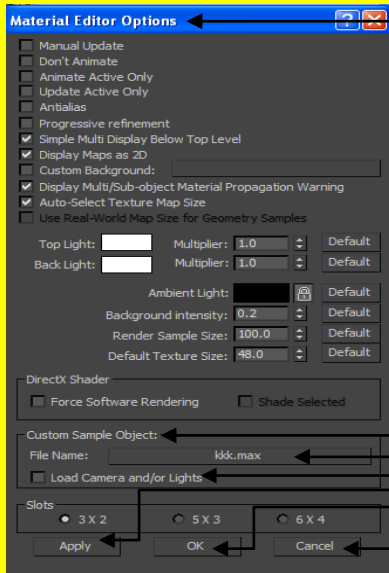 Material Editor Options
Manual Update
Don't Animate
Animate Active Only
Update Active Only
Antialias
Progressive refinement
Simple Multi Display Below Top Level
Display Maps as 2D
Custom Background:
Display Multi/Sub-object Material Propagation Warning
Auto-Select Texture Map Size
Use Real-World Map Size for Geometry Samples
Top Light: Multiplier: 1.0 Default
Back Light: Multiplier: 1.0 Default
Ambient Light: Default
Background intensity: 0.2 Default
Render Sample Size: 100.0 Default
Default Texture Size: 48.0 Default
DirectX Shader
Force Software Rendering Shade Selected
Custom Sample Object:
File Name: kkk.max
Load Camera and/or Lights
Slots
3 X 2 5 X 3 6 X 4
Apply OK Cancel